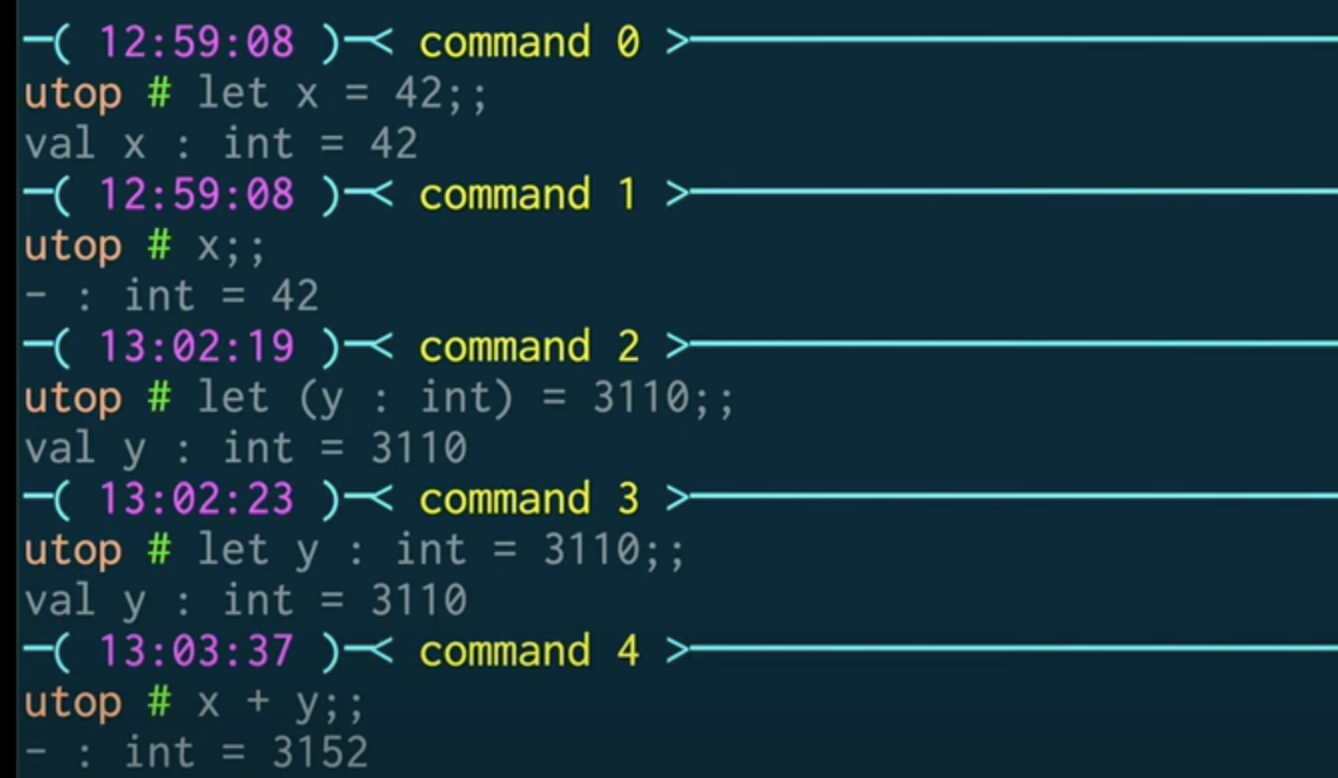 ─( 12:59:08 )─< command 0 >────────────
utop # let x = 42;;
val x : int = 42
─( 12:59:08 )─< command 1 >────────────
utop # x;;
- : int = 42
─( 13:02:19 )─< command 2 >────────────
utop # let (y : int) = 3110;;
val y : int = 3110
─( 13:02:23 )─< command 3 >────────────
utop # let y : int = 3110;;
val y : int = 3110
─( 13:03:37 )─< command 4 >────────────
utop # x + y;;
- : int = 3152